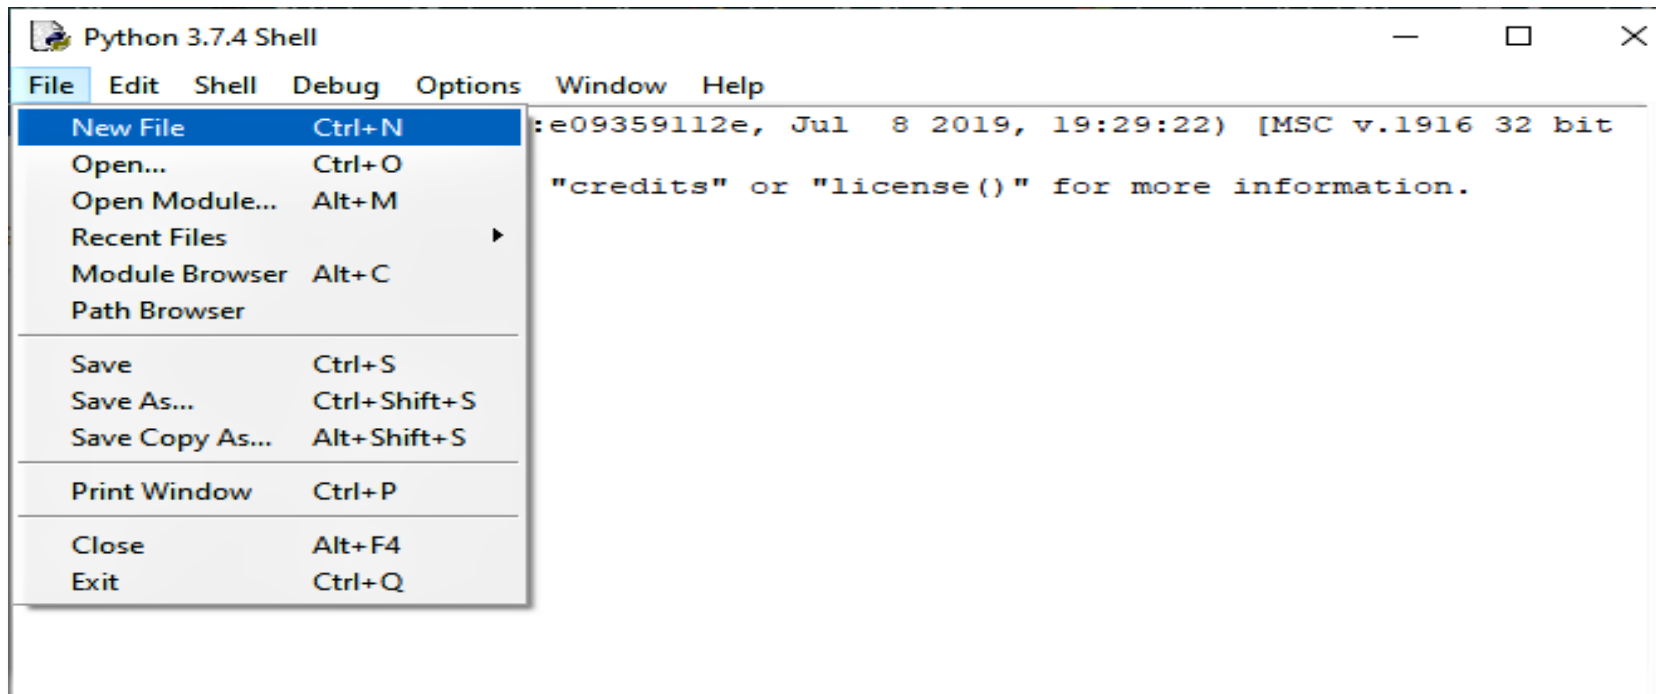 Python 3.7.4 Shell
File Edit Shell Debug Options Window Help
New File Ctrl+N
Open... Ctrl+O
Open Module... Alt+M
Recent Files
Module Browser Alt+C
Path Browser
Save Ctrl+S
Save As... Ctrl+Shift+S
Save Copy As... Alt+Shift+S
Print Window Ctrl+P
Close Alt+F4
Exit Ctrl+Q
:e09359112e, Jul 8 2019, 19:29:22) [MSC v.1916 32 bit
"credits" or "license()" for more information.